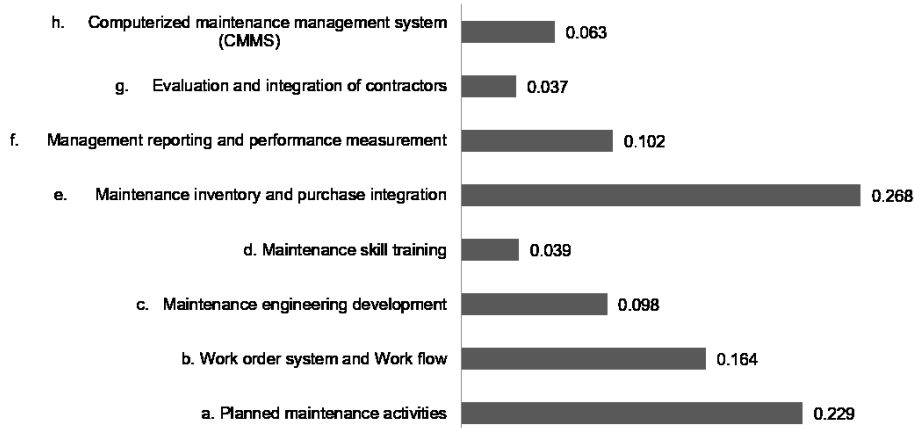 h. Computerized maintenance management system
(CMMS)
0.063
g. Evaluation and integration of contractors
0.037
f. Management reporting and performance measurement
0.102
e. Maintenance inventory and purchase integration
0.268
d. Maintenance skill training
0.039
c. Maintenance engineering development
0.098
b. Work order system and Work flow
0.164
a. Planned maintenance activities
0.229